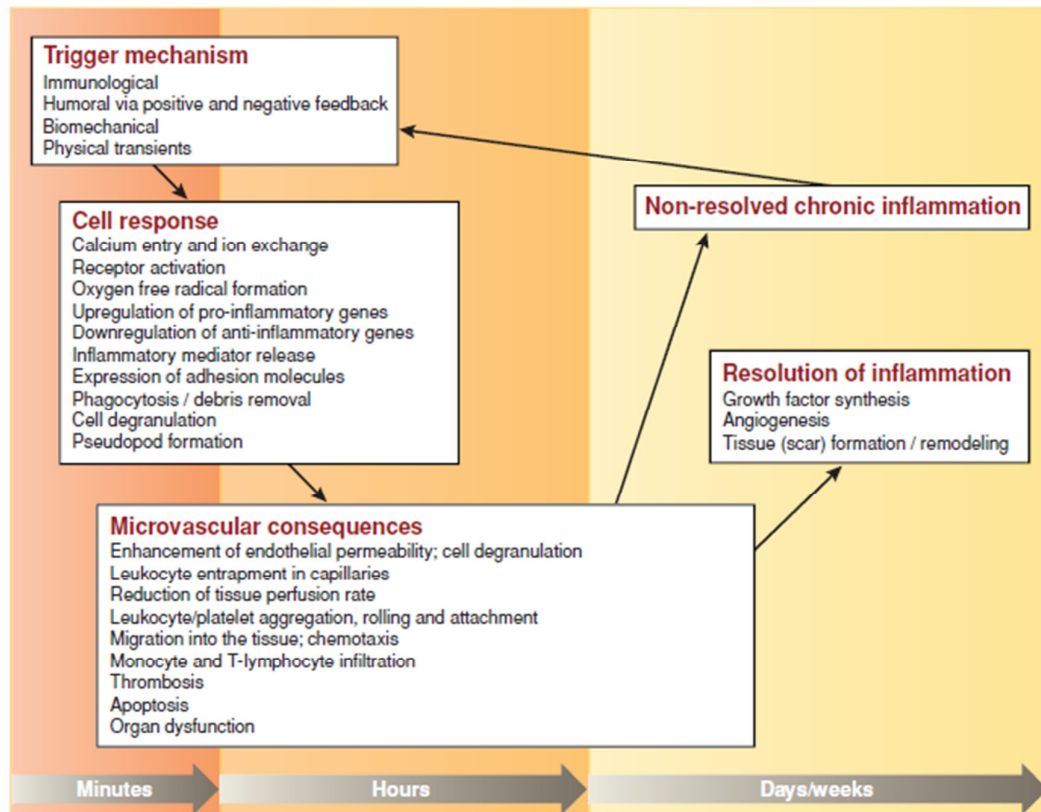 Trigger mechanism
Immunological
Humoral via positive and negative feedback
Biomechanical
Physical transients
Cell response
Calcium entry and ion exchange
Receptor activation
Oxygen free radical formation
Upregulation of pro-inflammatory genes
Downregulation of anti-inflammatory genes
Inflammatory mediator release
Expression of adhesion molecules
Phagocytosis / debris removal
Cell degranulation
Pseudopod formation
Microvascular consequences
Enhancement of endothelial permeability; cell degranulation
Leukocyte entrapment in capillaries
Reduction of tissue perfusion rate
Leukocyte/platelet aggregation, rolling and attachment
Migration into the tissue; chemotaxis
Monocyte and T-lymphocyte infiltration
Thrombosis
Apoptosis
Organ dysfunction
Non-resolved chronic inflammation
Resolution of inflammation
Growth factor synthesis
Angiogenesis
Tissue (scar) formation / remodeling
Minutes
Hours
Days/weeks